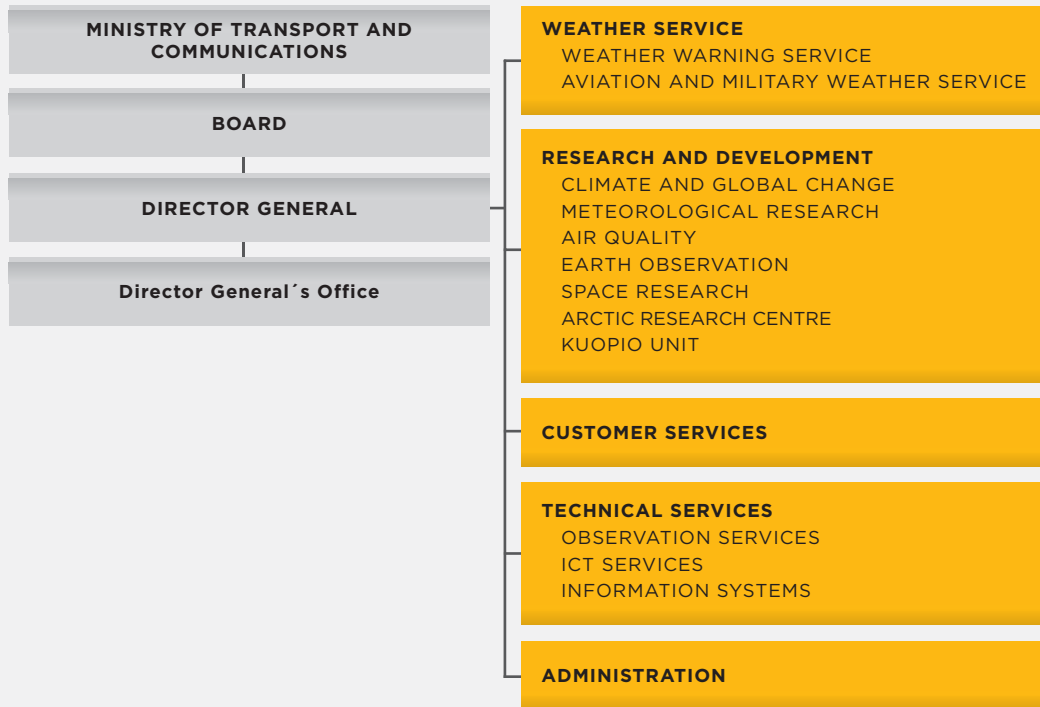 MINISTRY OF TRANSPORT AND
COMMUNICATIONS
BOARD
DIRECTOR GENERAL
Director General´s Office
WEATHER SERVICE
WEATHER WARNING SERVICE
AVIATION AND MILITARY WEATHER SERVICE
RESEARCH AND DEVELOPMENT
CLIMATE AND GLOBAL CHANGE
METEOROLOGICAL RESEARCH
AIR QUALITY
EARTH OBSERVATION
SPACE RESEARCH
ARCTIC RESEARCH CENTRE
KUOPIO UNIT
CUSTOMER SERVICES
TECHNICAL SERVICES
OBSERVATION SERVICES
ICT SERVICES
INFORMATION SYSTEMS
ADMINISTRATION